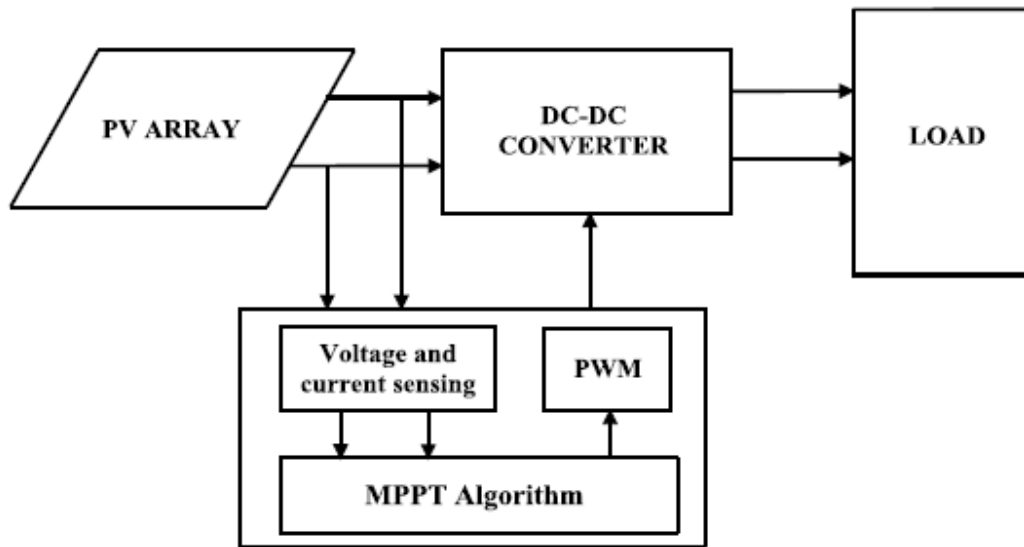 PV ARRAY
DC-DC
CONVERTER
LOAD
Voltage and
current sensing
PWM
MPPT Algorithm